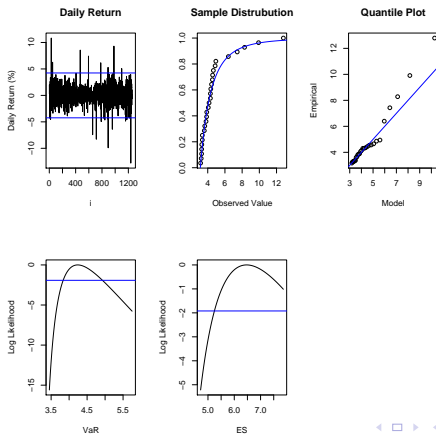 Daily Return
Daily Return (%)
10
5
0
−5
−10
0 400 800 1200
i
Sample Distrubution
1.0
0.8
0.6
0.4
0.2
0.0
4 6 8 10 12
Observed Value
Quantile Plot
Empirical
12
10
8
6
4
3 5 7 9
Model
Log Likelihood
0
−5
−10
−15
3.5 4.5 5.5
VaR
Log Likelihood
0
−1
−2
−3
−4
−5
5.0 6.0 7.0
ES